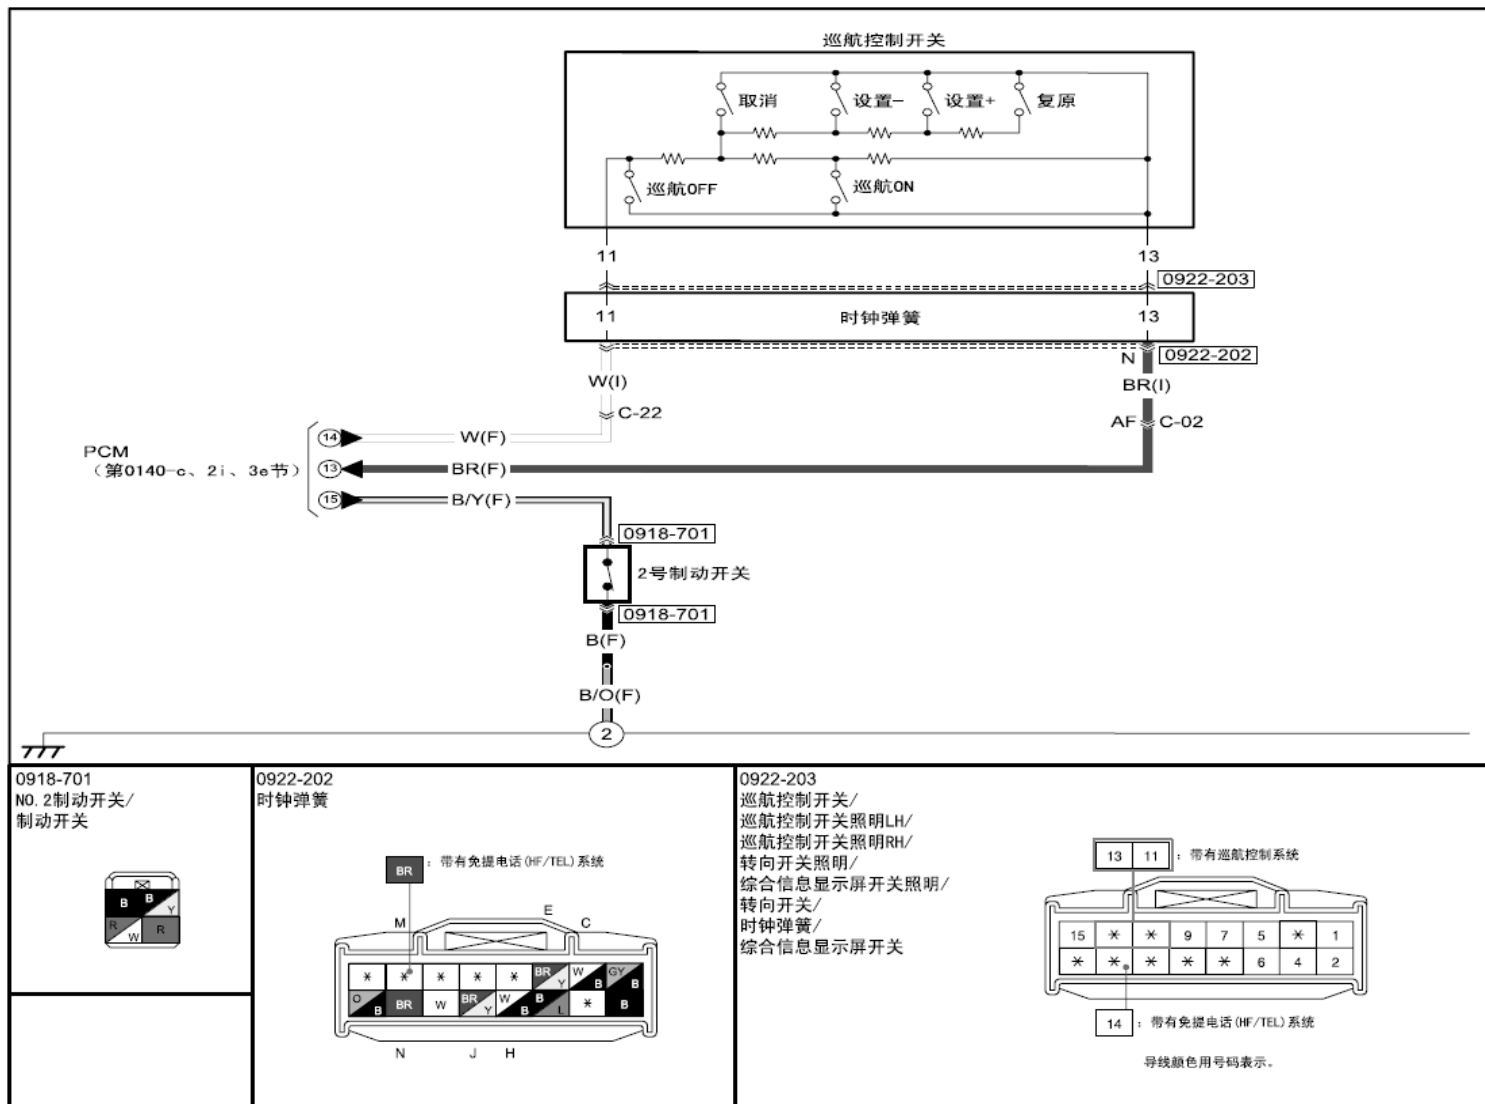 巡航控制开关
取消
设置-
设置+
复原
巡航OFF
巡航ON
11
13
0922-203
11
时钟弹簧
13
N
0922-202
W(I)
BR(I)
C-22
AF
C-02
PCM
(第0140-c、2i、3e节)
14
W(F)
13
BR(F)
15
B/Y(F)
0918-701
2号制动开关
0918-701
B(F)
B/O(F)
2
0918-701
NO.2制动开关/
制动开关
B
B
Y
R
W
R
0922-202
时钟弹簧
BR
:带有免提电话(HF/TEL)系统
M
E
C
* * * * * BR Y W B GY B
O B BR W BR Y W B B L * B
N
J
H
0922-203
巡航控制开关/
巡航控制开关照明LH/
巡航控制开关照明RH/
转向开关照明/
综合信息显示屏开关照明/
转向开关/
时钟弹簧/
综合信息显示屏开关
13 11 :带有巡航控制系统
15 * * 9 7 5 * 1
* * * * * 6 4 2
14 :带有免提电话(HF/TEL)系统
导线颜色用号码表示。